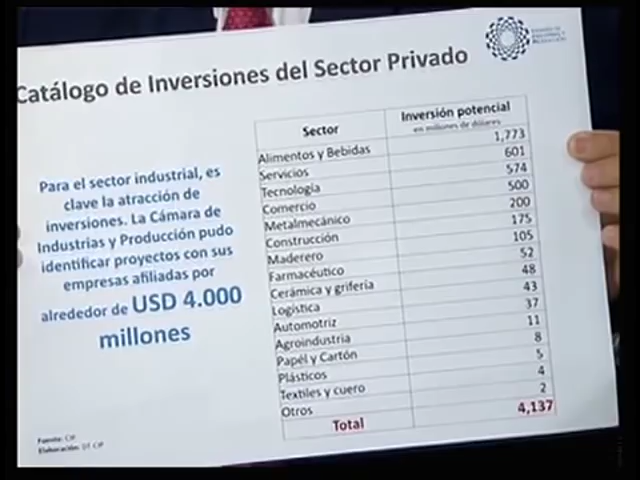 Catálogo de Inversiones del Sector Privado
Para el sector industrial, es
clave la atracción de
inversiones. La Cámara de
Industrias y Producción pudo
identificar proyectos con sus
empresas afiliadas por
alrededor de USD 4.000
millones
Sector Inversión potencial
en millones de dólares
Alimentos y Bebidas 1,773
Servicios 601
Tecnología 574
Comercio 500
Metalmecánico 200
Construcción 175
Maderero 105
Farmacéutico 52
Cerámica y grifería 48
Logística 43
Automotriz 37
Agroindustria 11
Papél y Cartón 8
Plásticos 5
Textiles y cuero 4
Otros 2
Total 4,137
Fuente: CIP
Elaboración: DT CIP